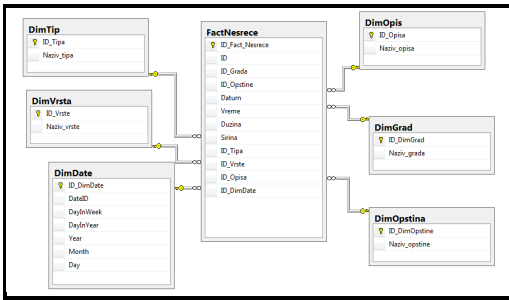 DimTip
ID_Tipa
Naziv_tipa
DimVrsta
ID_Vrste
Naziv_vrste
DimDate
ID_DimDate
DateID
DayInWeek
DayInYear
Year
Month
Day
FactNesrece
ID_Fact_Nesrece
ID
ID_Grada
ID_Opstine
Datum
Vreme
Duzina
Sirina
ID_Tipa
ID_Vrste
ID_Opisa
ID_DimDate
DimOpis
ID_Opisa
Naziv_opisa
DimGrad
ID_DimGrad
Naziv_grada
DimOpstina
ID_DimOpstine
Naziv_opstine